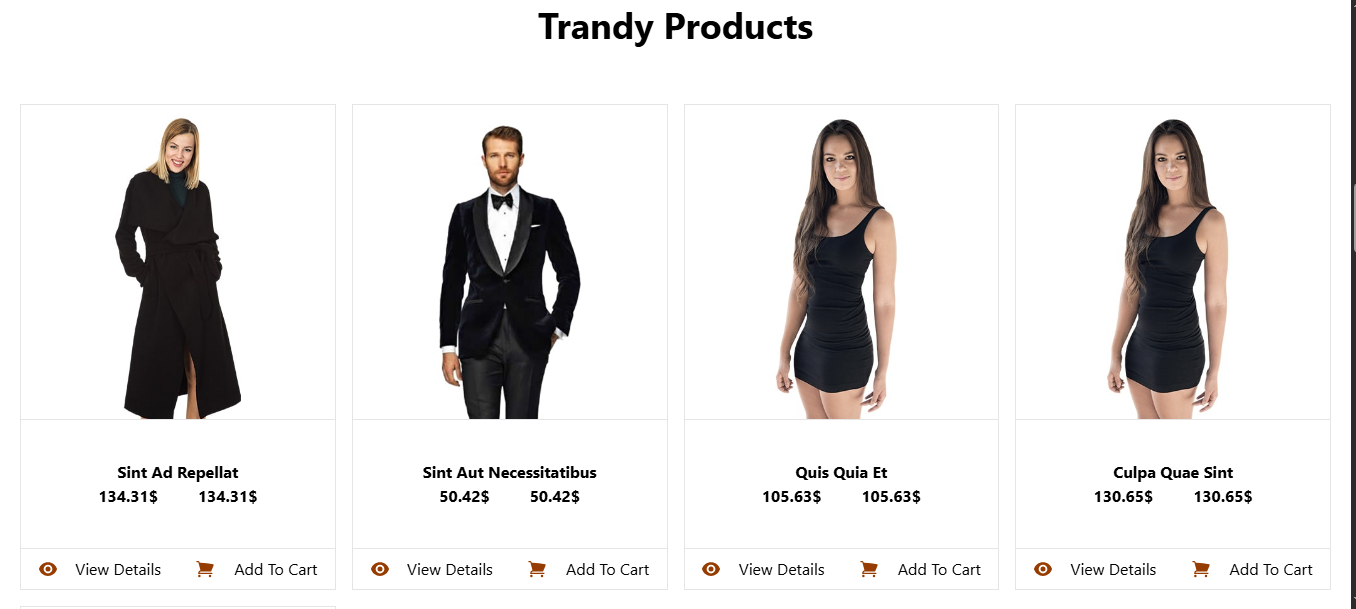 Trandy Products
Sint Ad Repellat
134.31$ 134.31$
View Details Add To Cart
Sint Aut Necessitatibus
50.42$ 50.42$
View Details Add To Cart
Quis Quia Et
105.63$ 105.63$
View Details Add To Cart
Culpa Quae Sint
130.65$ 130.65$
View Details Add To Cart